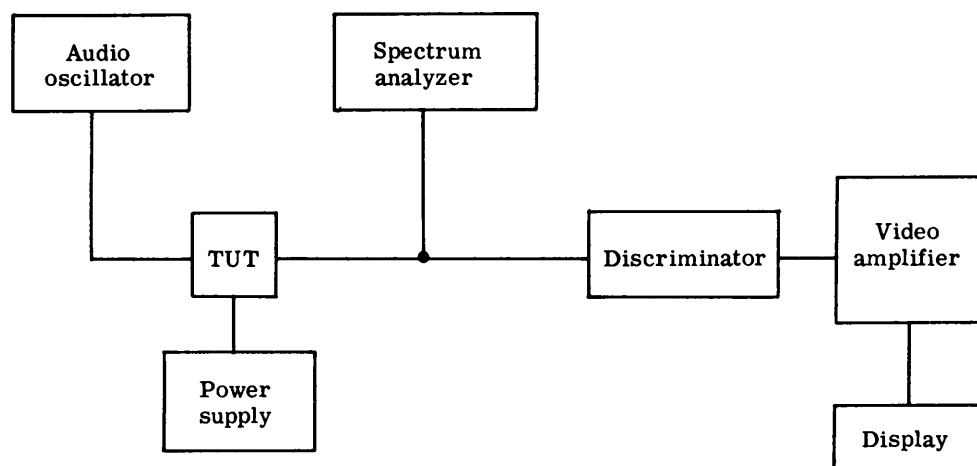 Audio
oscillator
Spectrum
analyzer
TUT
Discriminator
Video
amplifier
Power
supply
Display